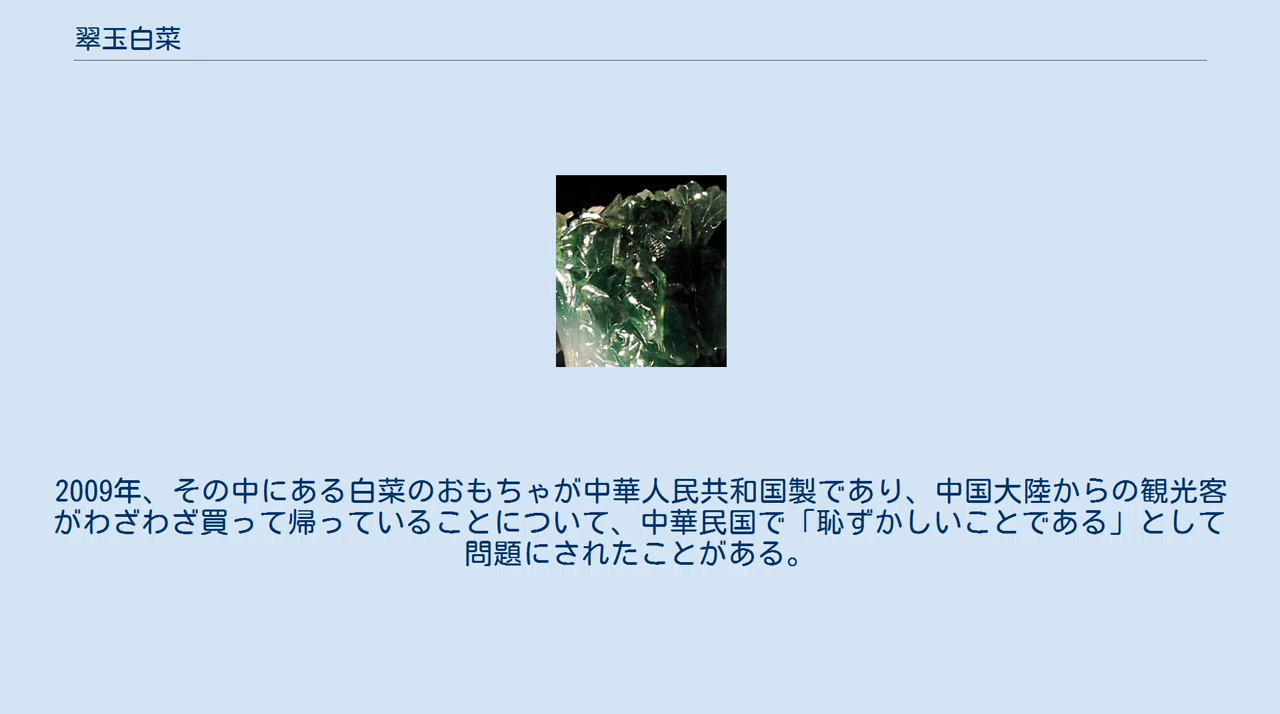 翠玉白菜
2009年、その中にある白菜のおもちゃが中華人民共和国製であり、中国大陸からの観光客
がわざわざ買って帰っていることについて、中華民国で「恥ずかしいことである」として
問題にされたことがある。